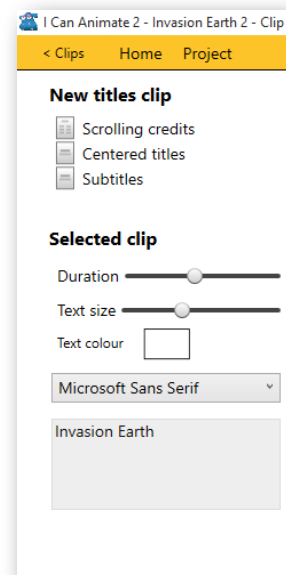 I Can Animate 2 - Invasion Earth 2 - Clip
< Clips Home Project
New titles clip
Scrolling credits
Centered titles
Subtitles
Selected clip
Duration
Text size
Text colour
Microsoft Sans Serif
Invasion Earth